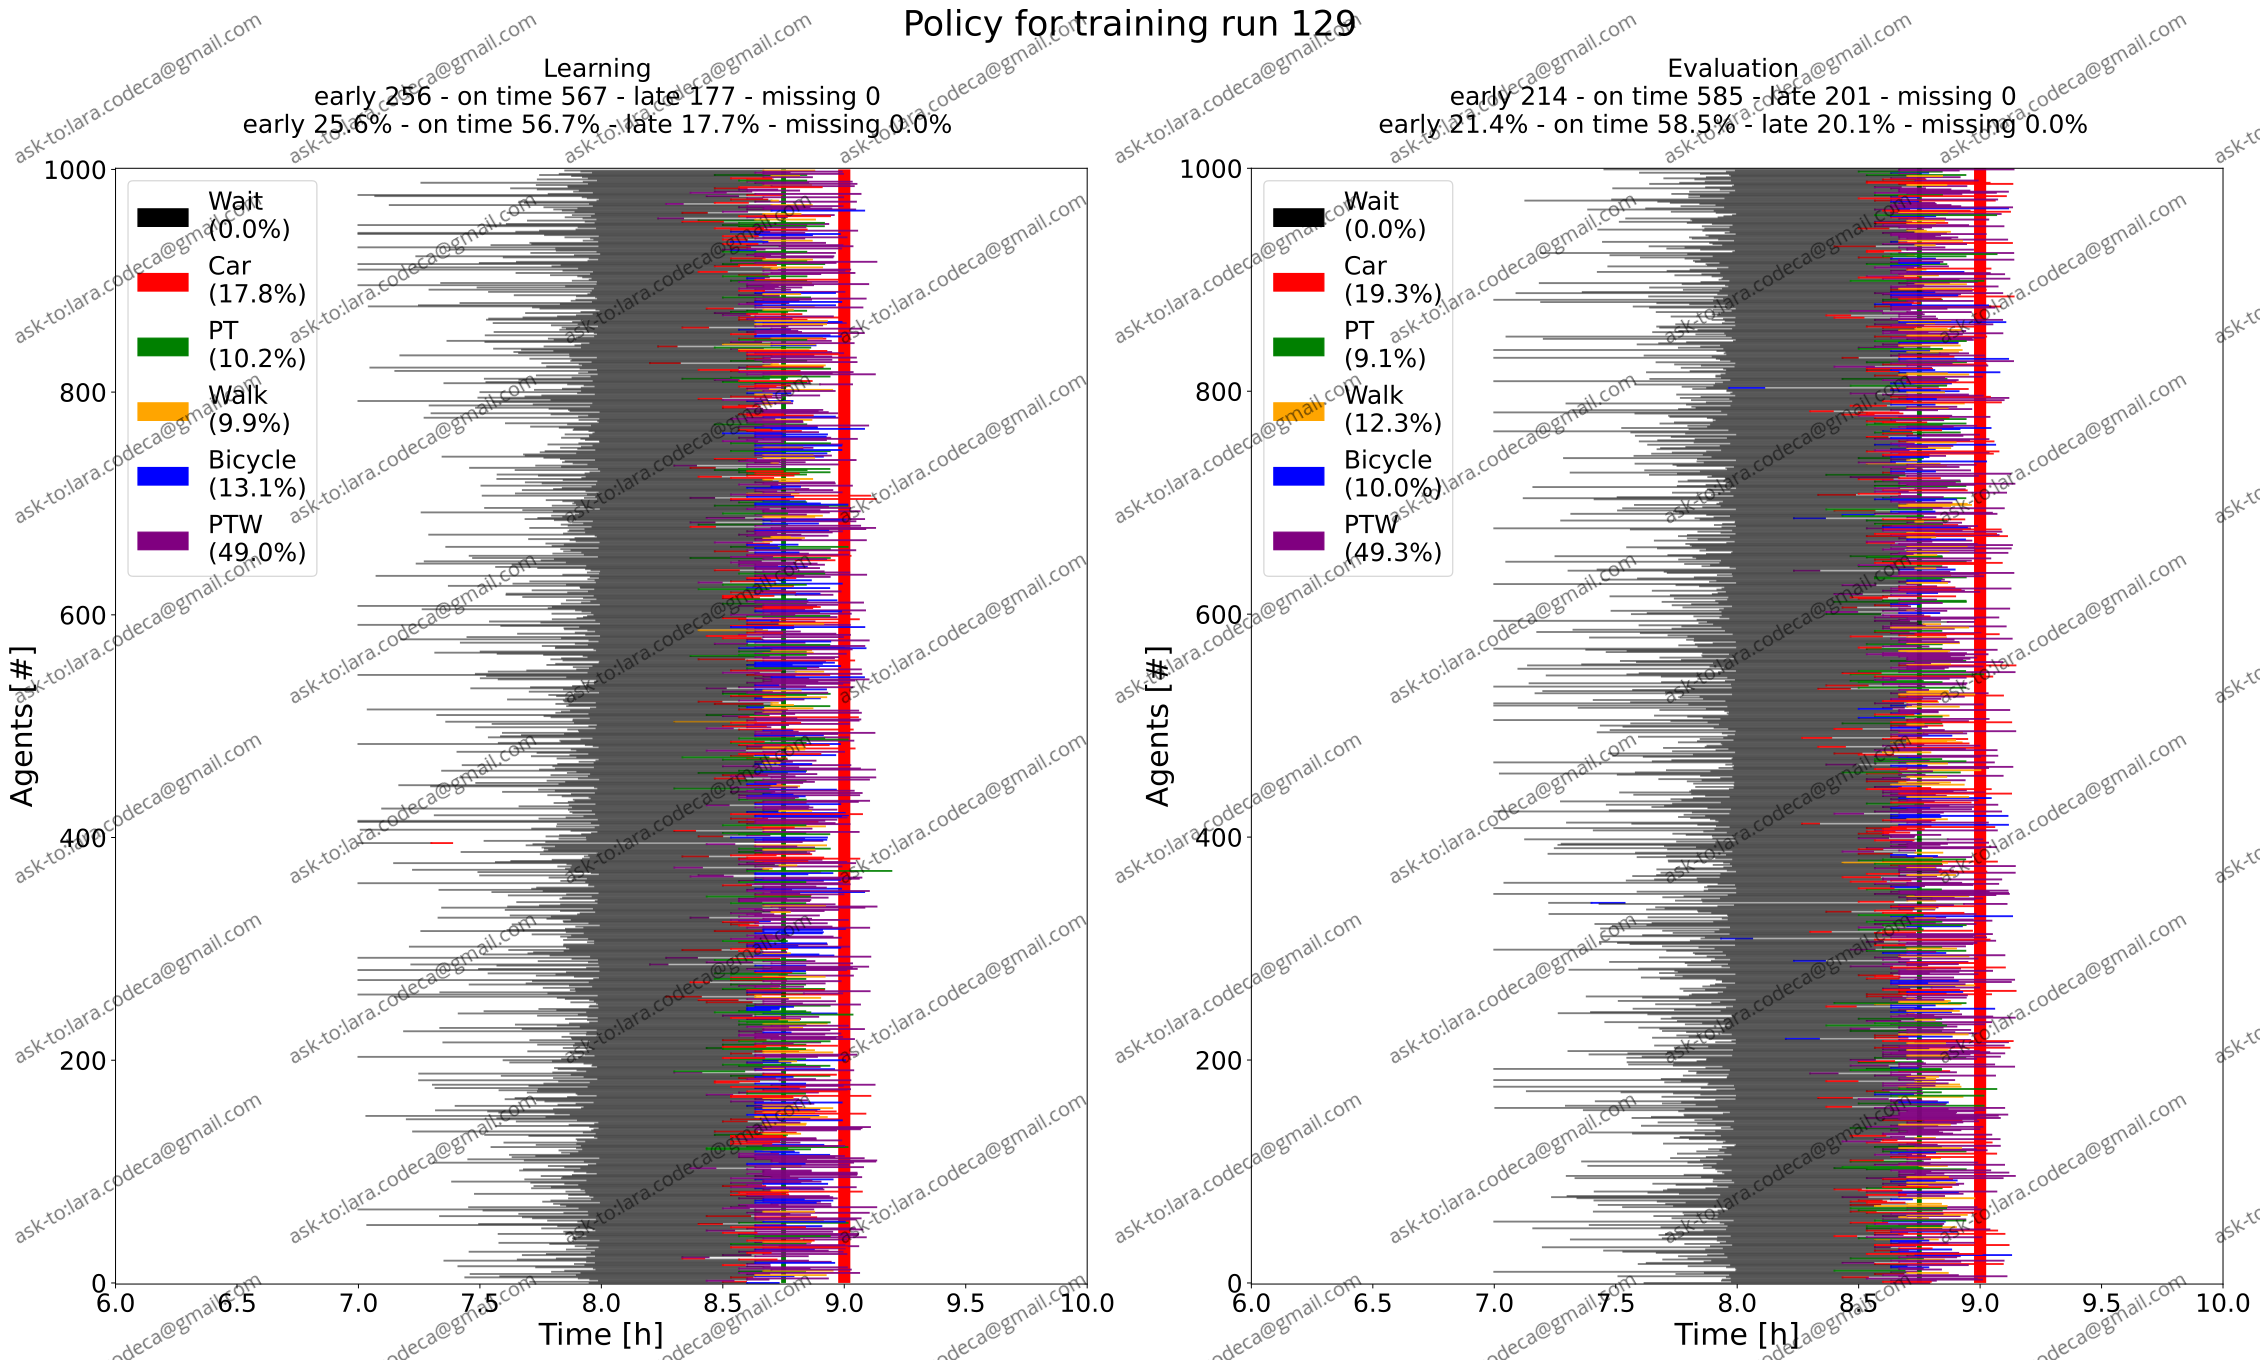 Policy for training run 129
Learning
early 256 - on time 567 - late 177 - missing 0
early 25.6% - on time 56.7% - late 17.7% - missing 0.0%
Agents [#]
1000
800
600
400
200
0
Wait
(0.0%)
Car
(17.8%)
PT
(10.2%)
Walk
(9.9%)
Bicycle
(13.1%)
PTW
(49.0%)
6.0 6.5 7.0 7.5 8.0 8.5 9.0 9.5 10.0
Time [h]
Evaluation
early 214 - on time 585 - late 201 - missing 0
early 21.4% - on time 58.5% - late 20.1% - missing 0.0%
Agents [#]
1000
800
600
400
200
0
Wait
(0.0%)
Car
(19.3%)
PT
(9.1%)
Walk
(12.3%)
Bicycle
(10.0%)
PTW
(49.3%)
6.0 6.5 7.0 7.5 8.0 8.5 9.0 9.5 10.0
Time [h]
ask-to:lara.codeca@gmail.com